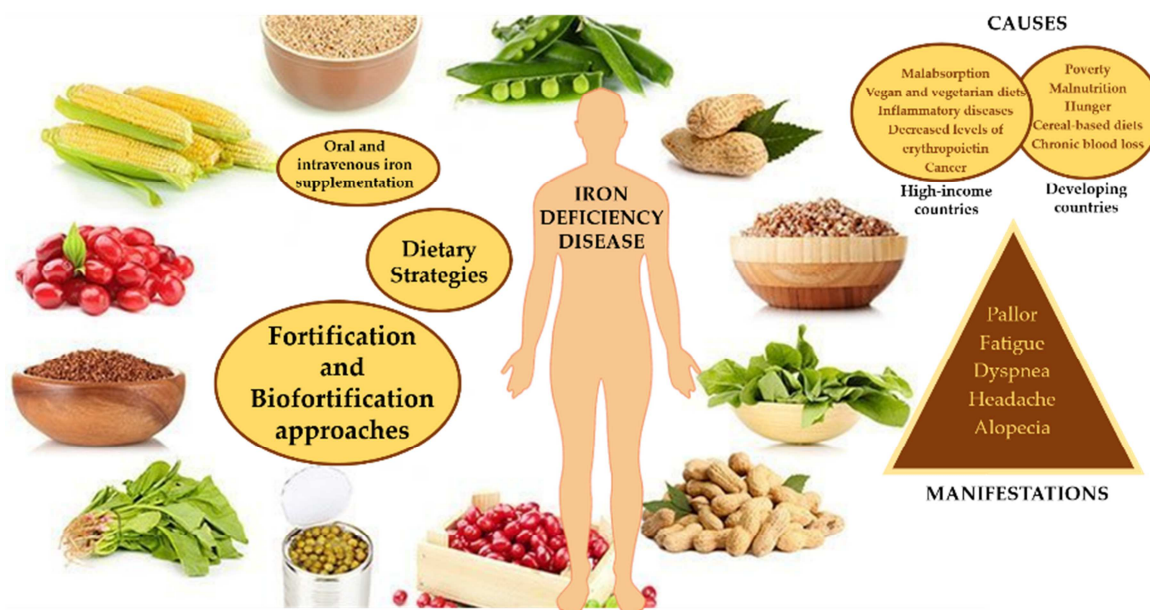 CAUSES
Malabsorption
Vegan and vegetarian diets
Inflammatory diseases
Decreased levels of
erythropoietin
Cancer
High-income
countries
Poverty
Malnutrition
Hunger
Cereal-based diets
Chronic blood loss
Developing
countries
Oral and
intravenous iron
supplementation
Dietary
Strategies
Fortification
and
Biofortification
approaches
IRON
DEFICIENCY
DISEASE
Pallor
Fatigue
Dyspnea
Headache
Alopecia
MANIFESTATIONS